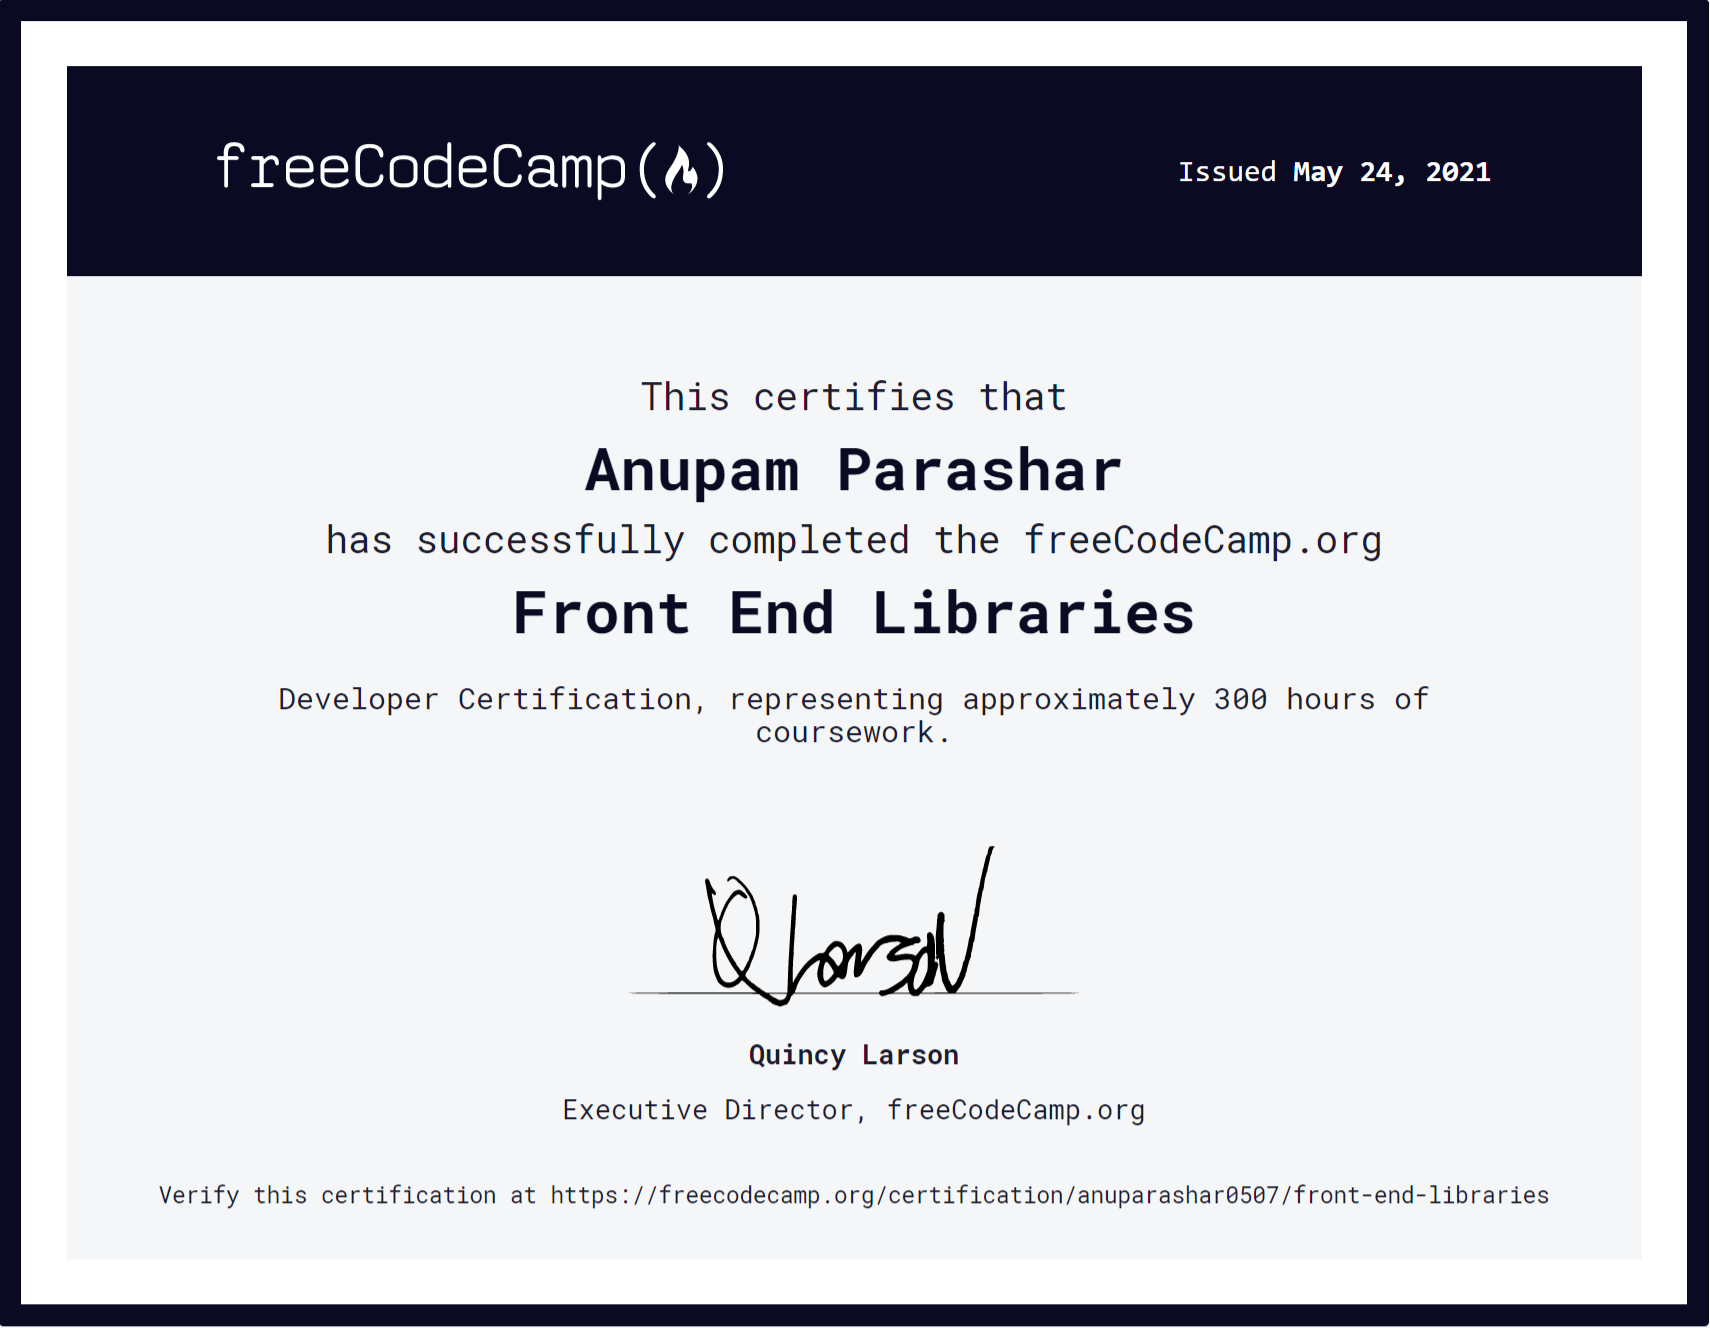 freeCodeCamp(🔥)
Issued May 24, 2021
This certifies that
Anupam Parashar
has successfully completed the freeCodeCamp.org
Front End Libraries
Developer Certification, representing approximately 300 hours of
coursework.
Q Larson
Quincy Larson
Executive Director, freeCodeCamp.org
Verify this certification at https://freecodecamp.org/certification/anuparashar0507/front-end-libraries